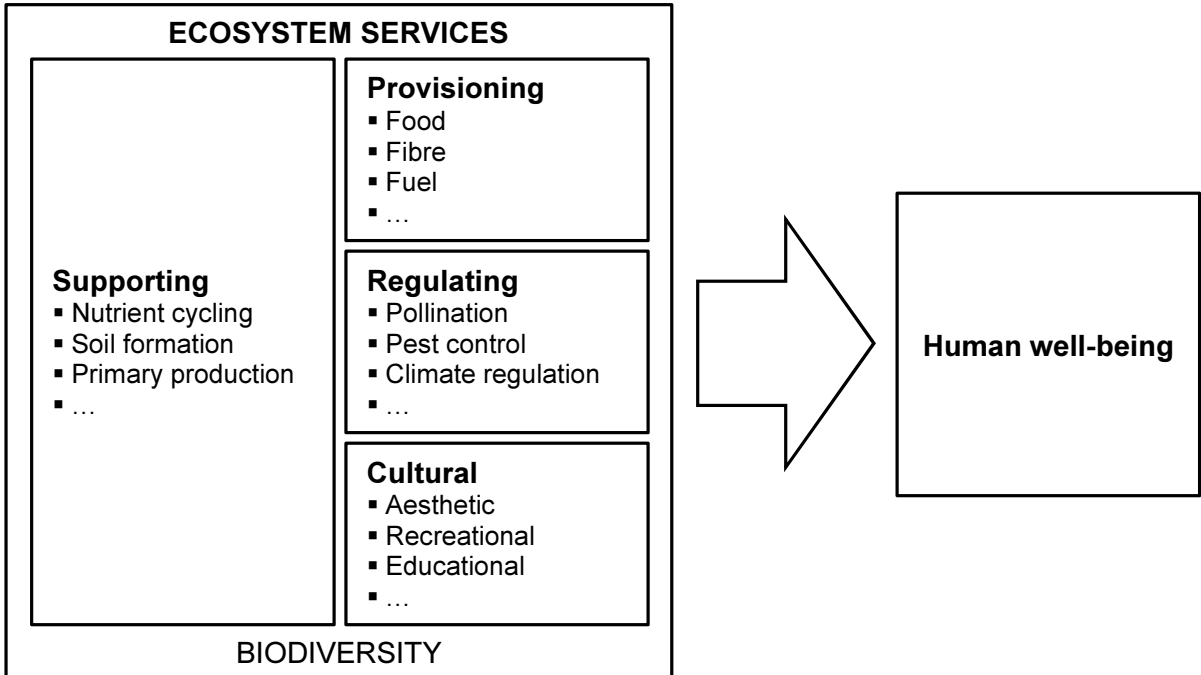 ECOSYSTEM SERVICES
Supporting
▪ Nutrient cycling
▪ Soil formation
▪ Primary production
▪ …
Provisioning
▪ Food
▪ Fibre
▪ Fuel
▪ …
Regulating
▪ Pollination
▪ Pest control
▪ Climate regulation
▪ …
Cultural
▪ Aesthetic
▪ Recreational
▪ Educational
▪ …
BIODIVERSITY
Human well-being